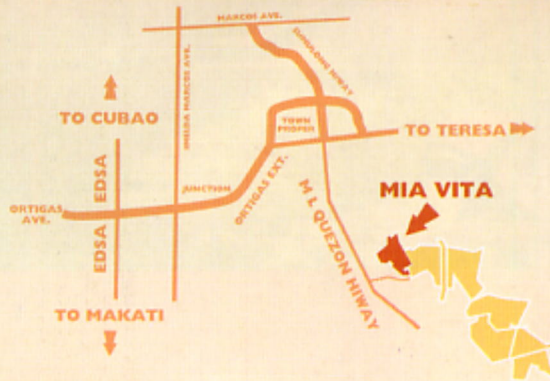 MARCOS AVE.
SUMULONG HIWAY
IMELDA MARCOS AVE.
TO CUBAO
TOWN
PROPER
TO TERESA
EDSA
JUNCTION
ORTIGAS EXT.
MIA VITA
ORTIGAS
AVE.
M L QUEZON HIWAY
EDSA
TO MAKATI